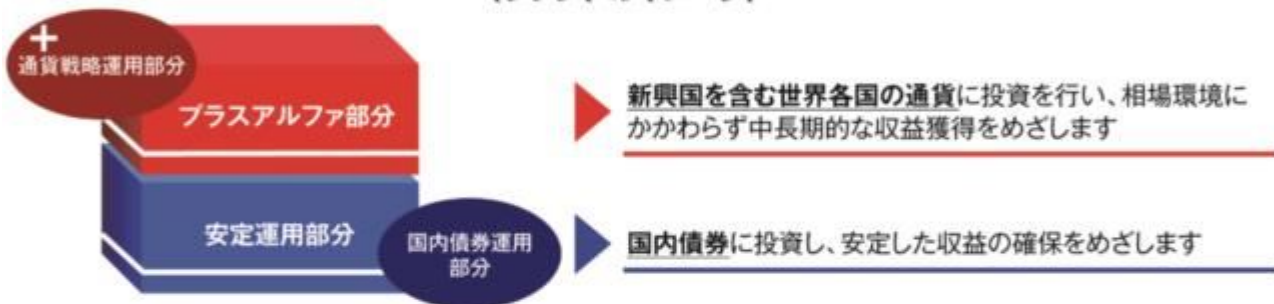 +
通貨戦略運用部分
プラスアルファ部分
新興国を含む世界各国の通貨に投資を行い、相場環境に
かかわらず中長期的な収益獲得をめざします
安定運用部分
国内債券運用
部分
国内債券に投資し、安定した収益の確保をめざします